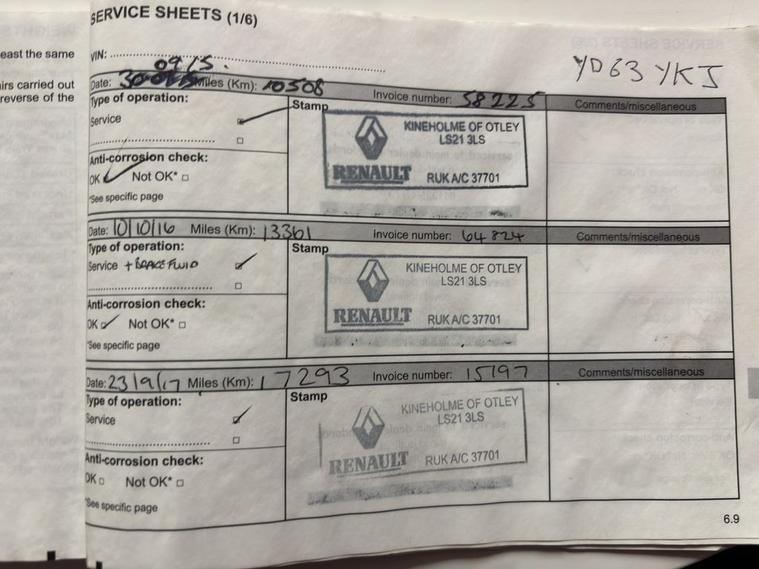 SERVICE SHEETS (1/6)
east the same
VIN:
YD63 YKJ
irs carried out
reverse of the
09/5.
Date: Miles (Km): 10508 Invoice number: 58225 Comments/miscellaneous
Type of operation:
Stamp
Service
KINEHOLME OF OTLEY
LS21 3LS
Anti-corrosion check:
OK Not OK*
RENAULT RUK A/C 37701
*See specific page
Date: 10/10/16 Miles (Km): 13361 Invoice number: 64824 Comments/miscellaneous
Type of operation:
Stamp
Service + BRAKE FLUID
KINEHOLME OF OTLEY
LS21 3LS
Anti-corrosion check:
OK Not OK*
RENAULT RUK A/C 37701
*See specific page
Date: 23/9/17 Miles (Km): 17293 Invoice number: 15197 Comments/miscellaneous
Type of operation:
Stamp
Service
KINEHOLME OF OTLEY
LS21 3LS
Anti-corrosion check:
RENAULT RUK A/C 37701
OK Not OK*
*See specific page
6.9